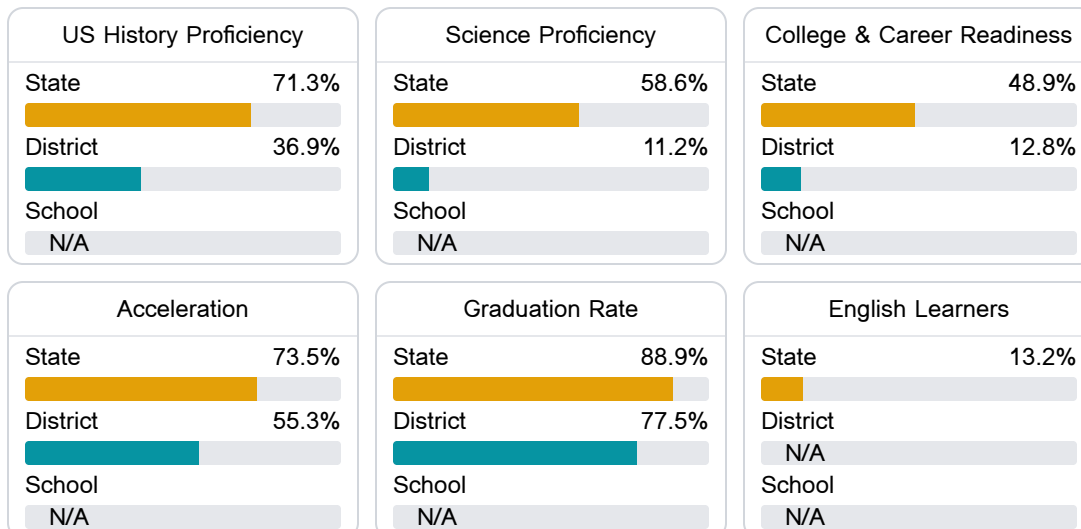 US History Proficiency
State 71.3%
District 36.9%
School
N/A
Science Proficiency
State 58.6%
District 11.2%
School
N/A
College & Career Readiness
State 48.9%
District 12.8%
School
N/A
Acceleration
State 73.5%
District 55.3%
School
N/A
Graduation Rate
State 88.9%
District 77.5%
School
N/A
English Learners
State 13.2%
District
N/A
School
N/A